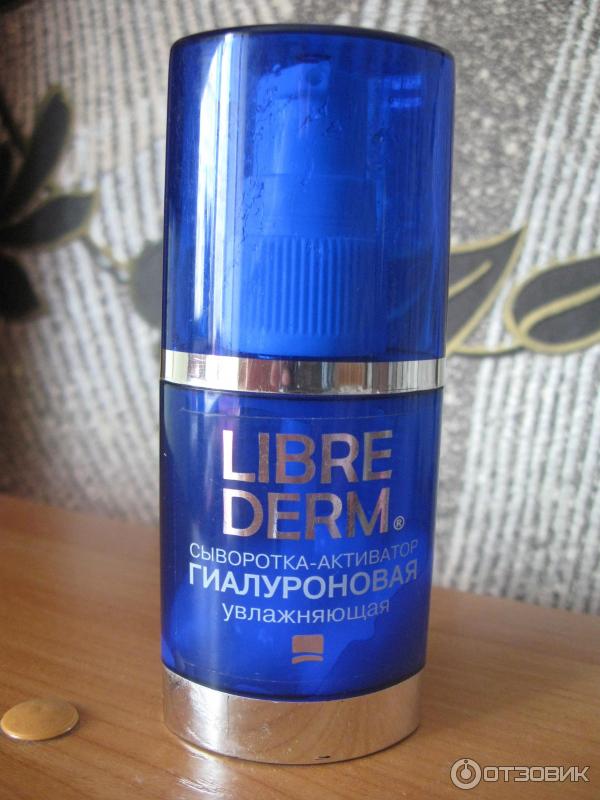 LIBRE
DERM®
СЫВОРОТКА-АКТИВАТОР
ГИАЛУРОНОВАЯ
увлажняющая
ОТЗОВИК